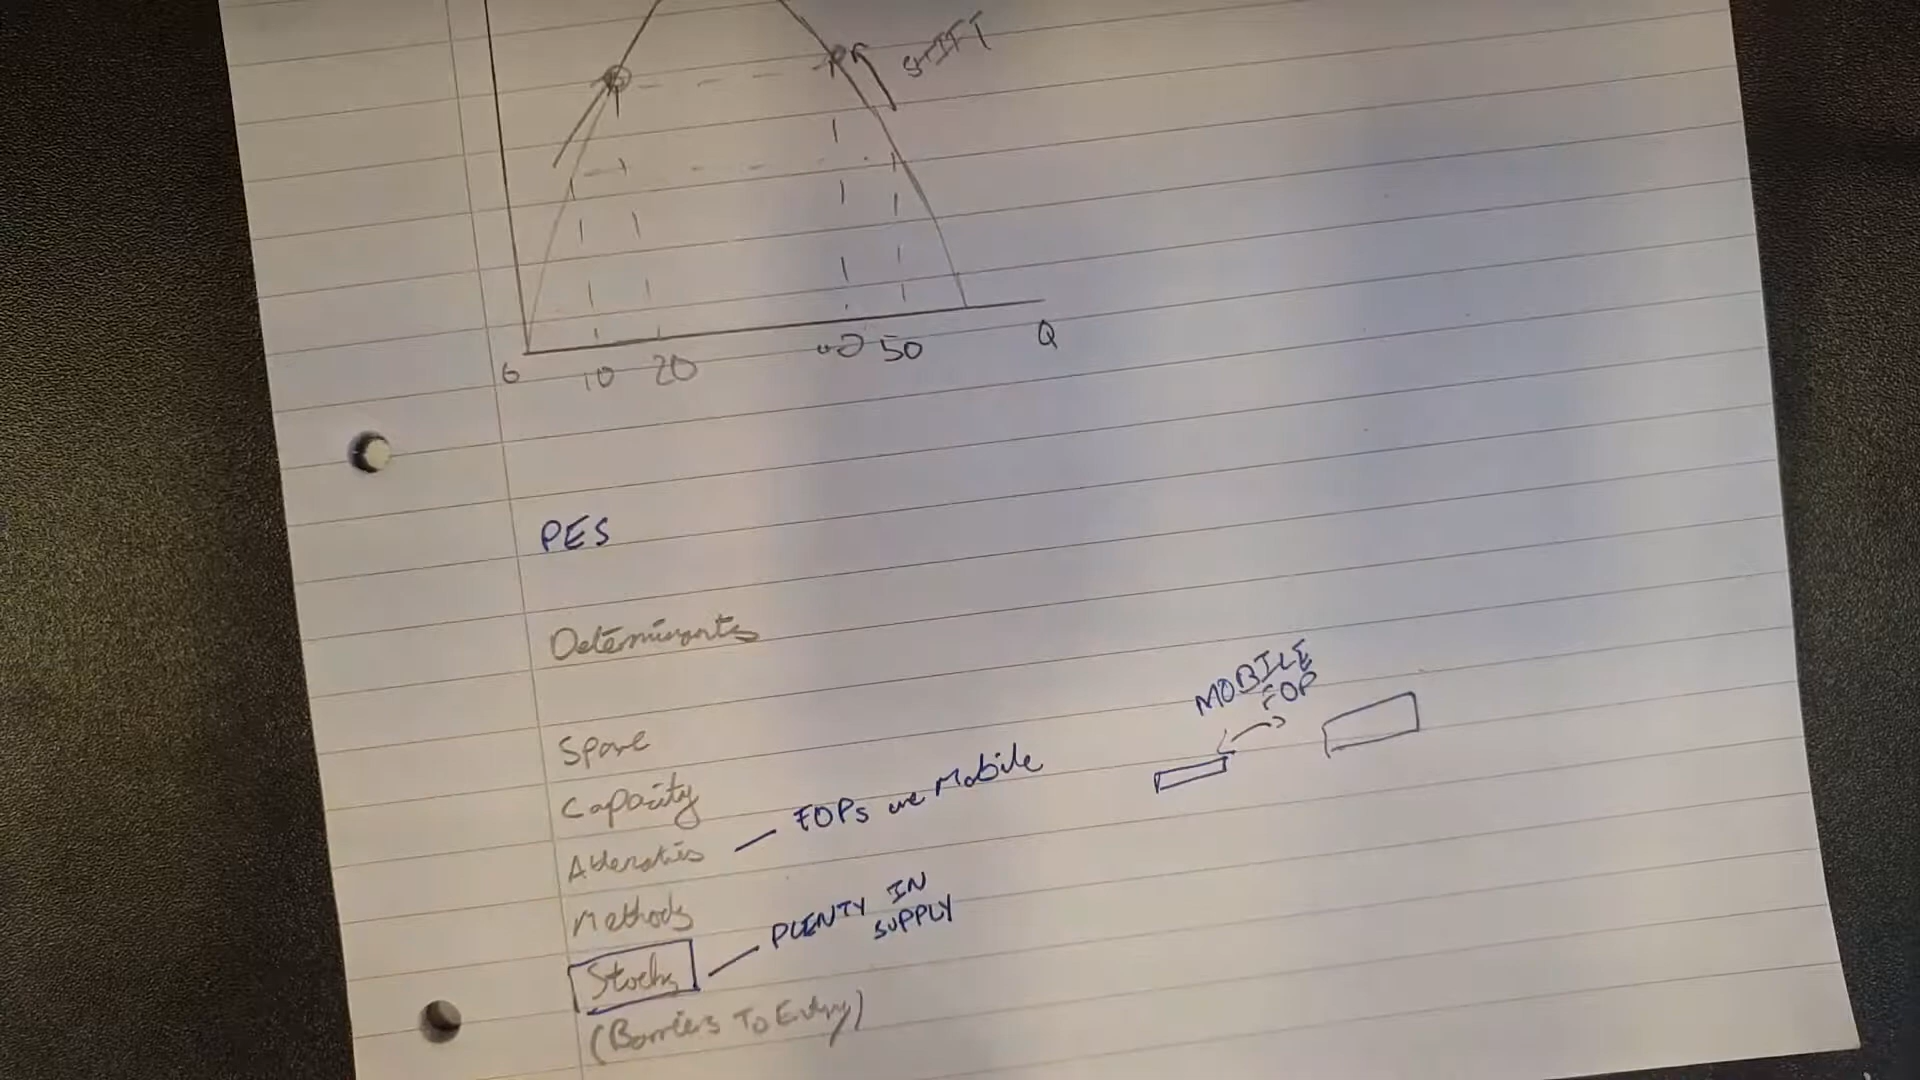 SHIFT
0 10 20 50 Q
PES
Determinants
Spare
Capacity
Alternatives — FOPs are Mobile
MOBILE
FOP
Methods
Stocks — PLENTY IN
SUPPLY
(Barriers To Entry)